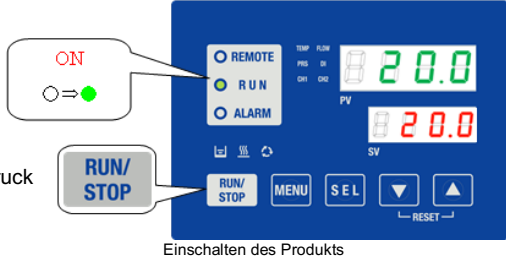 ON
○⇒●
REMOTE
RUN
ALARM
TEMP FLOW
PRS DI
CH1 CH2
20.0
PV
20.0
SV
ruck
RUN/
STOP
RUN/
STOP
MENU
SEL
▼
▲
RESET
Einschalten des Produkts